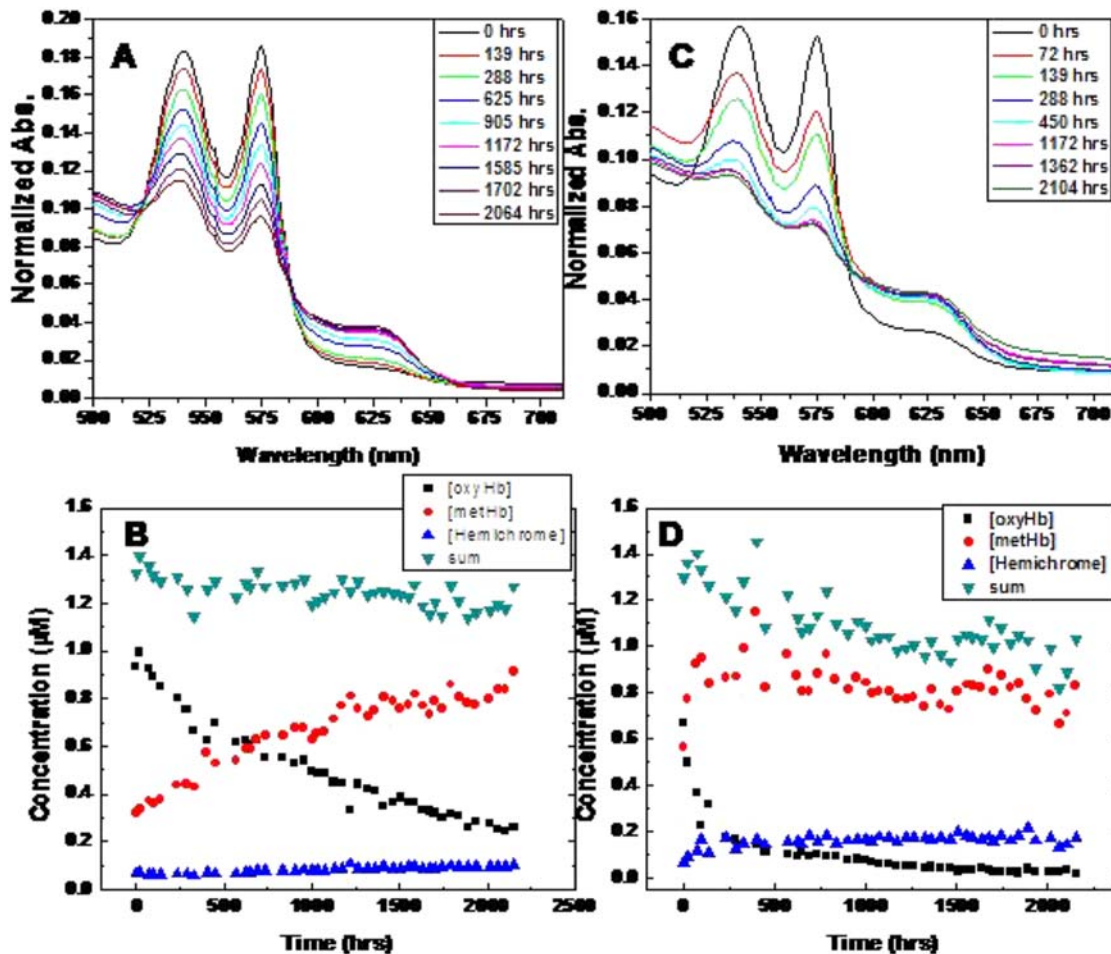 A
Normalized Abs.
0.20
0.18
0.16
0.14
0.12
0.10
0.08
0.06
0.04
0.02
0.00
500 525 550 575 600 625 650 675 700
Wavelength (nm)
0 hrs
139 hrs
288 hrs
625 hrs
905 hrs
1172 hrs
1585 hrs
1702 hrs
2064 hrs
C
Normalized Abs.
0.16
0.14
0.12
0.10
0.08
0.06
0.04
0.02
0.00
500 525 550 575 600 625 650 675 700
Wavelength (nm)
0 hrs
72 hrs
139 hrs
288 hrs
450 hrs
1172 hrs
1362 hrs
2104 hrs
B
Concentration (µM)
1.6
1.4
1.2
1.0
0.8
0.6
0.4
0.2
0.0
0 500 1000 1500 2000 2500
Time (hrs)
[oxyHb]
[metHb]
[Hemichrome]
sum
D
Concentration (µM)
1.6
1.4
1.2
1.0
0.8
0.6
0.4
0.2
0.0
0 500 1000 1500 2000
Time (hrs)
[oxyHb]
[metHb]
[Hemichrome]
sum